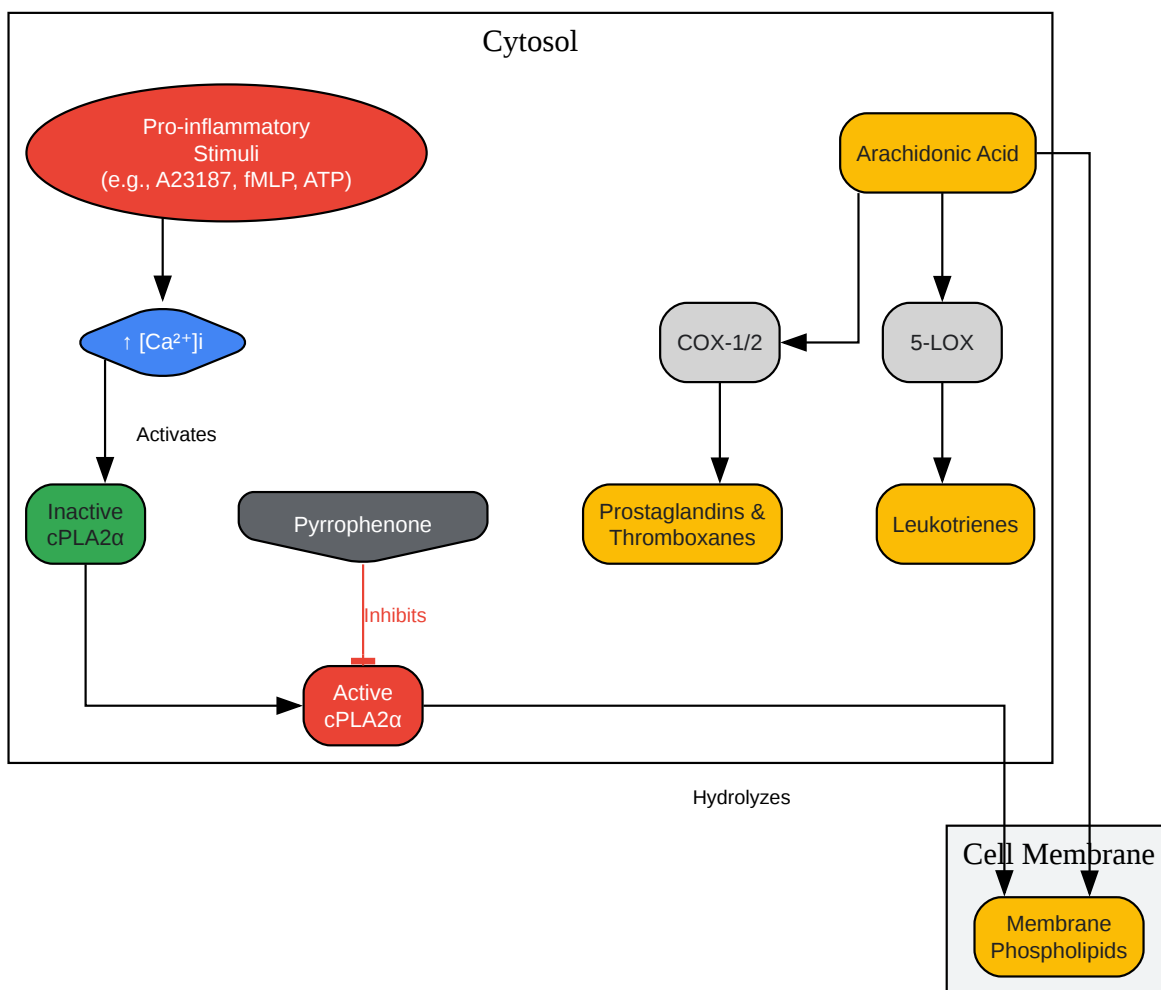 Cytosol
Pro-inflammatory
Stimuli
(e.g., A23187, fMLP, ATP)
Arachidonic Acid
↑ [Ca²⁺]i
COX-1/2
5-LOX
Activates
Inactive
cPLA2α
Pyrrophenone
Prostaglandins &
Thromboxanes
Leukotrienes
Inhibits
Active
cPLA2α
Hydrolyzes
Cell Membrane
Membrane
Phospholipids